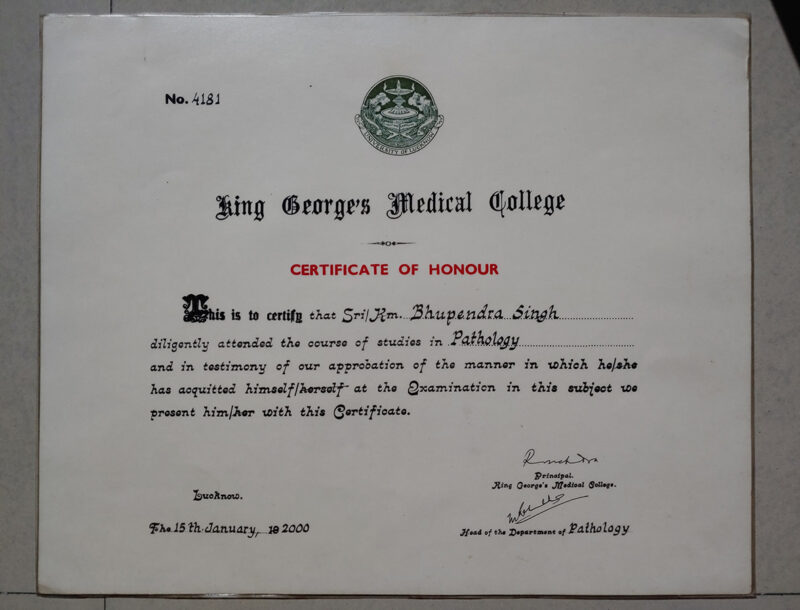 No. 4181
UNIVERSITY OF LUCKNOW
King George's Medical College
CERTIFICATE OF HONOUR
This is to certify that Sri/Km. Bhupendra Singh
diligently attended the course of studies in Pathology
and in testimony of our approbation of the manner in which he/she
has acquitted himself/herself at the Examination in this subject we
present him/her with this Certificate.
Principal.
King George's Medical College.
Lucknow.
The 15th January, 19 2000
Head of the Department of Pathology